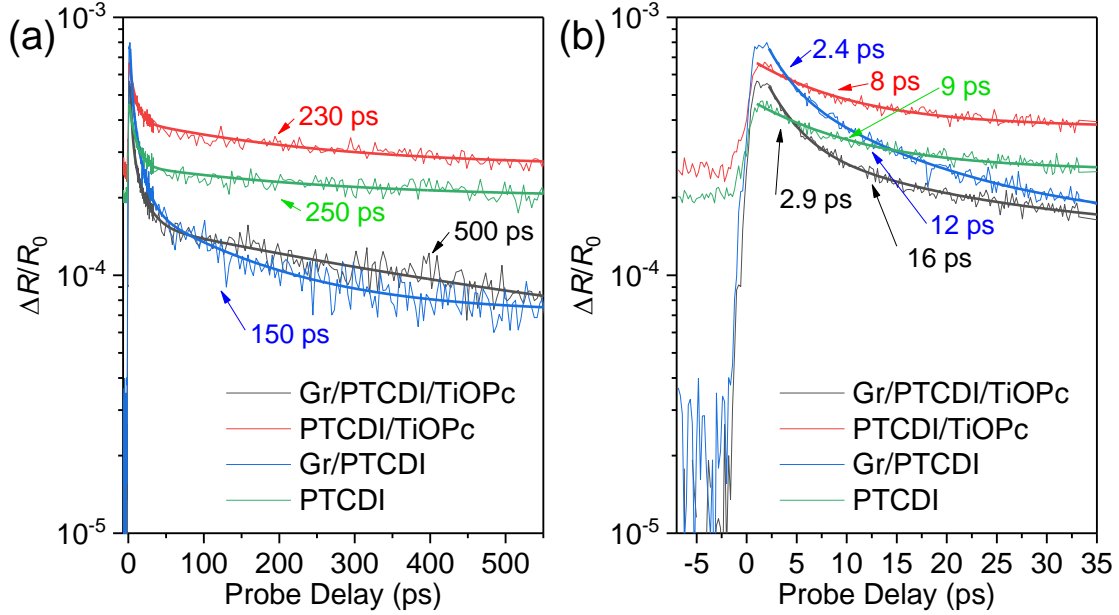 (a)
10⁻³
10⁻⁴
10⁻⁵
ΔR/R₀
230 ps
250 ps
500 ps
150 ps
Gr/PTCDI/TiOPc
PTCDI/TiOPc
Gr/PTCDI
PTCDI
0 100 200 300 400 500
Probe Delay (ps)
(b)
10⁻³
10⁻⁴
10⁻⁵
ΔR/R₀
2.4 ps
8 ps
9 ps
2.9 ps
12 ps
16 ps
Gr/PTCDI/TiOPc
PTCDI/TiOPc
Gr/PTCDI
PTCDI
-5 0 5 10 15 20 25 30 35
Probe Delay (ps)